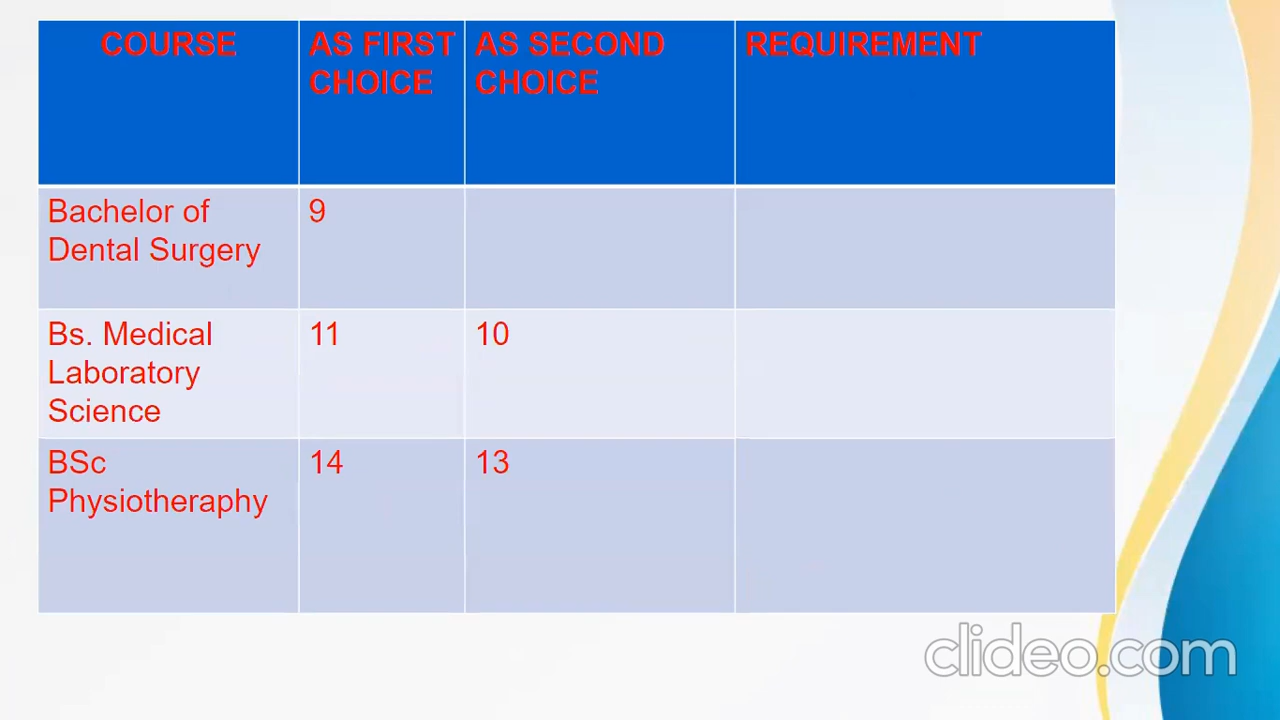 COURSE
AS FIRST CHOICE
AS SECOND CHOICE
REQUIREMENT
Bachelor of
Dental Surgery
9
Bs. Medical
Laboratory
Science
11
10
BSc
Physiotheraphy
14
13
clideo.com